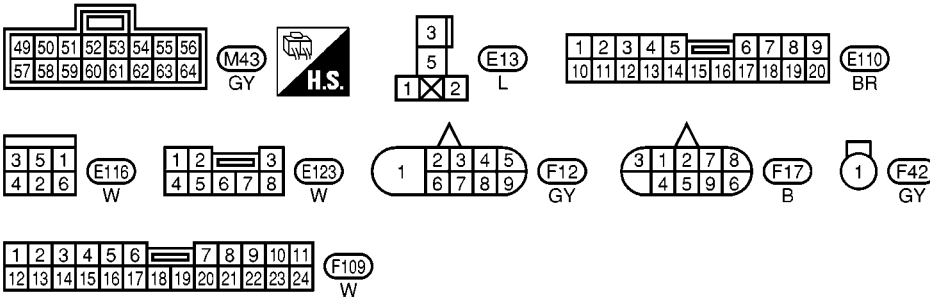 49 50 51 52 53 54 55 56
57 58 59 60 61 62 63 64
M43
GY
H.S.
3
5
1 2
E13
L
1 2 3 4 5 6 7 8 9
10 11 12 13 14 15 16 17 18 19 20
E110
BR
3 5 1
4 2 6
E116
W
1 2 3
4 5 6 7 8
E123
W
1 2 3 4 5
6 7 8 9
F12
GY
3 1 2 7 8
4 5 9 6
F17
B
1
F42
GY
1 2 3 4 5 6 7 8 9 10 11
12 13 14 15 16 17 18 19 20 21 22 23 24
F109
W